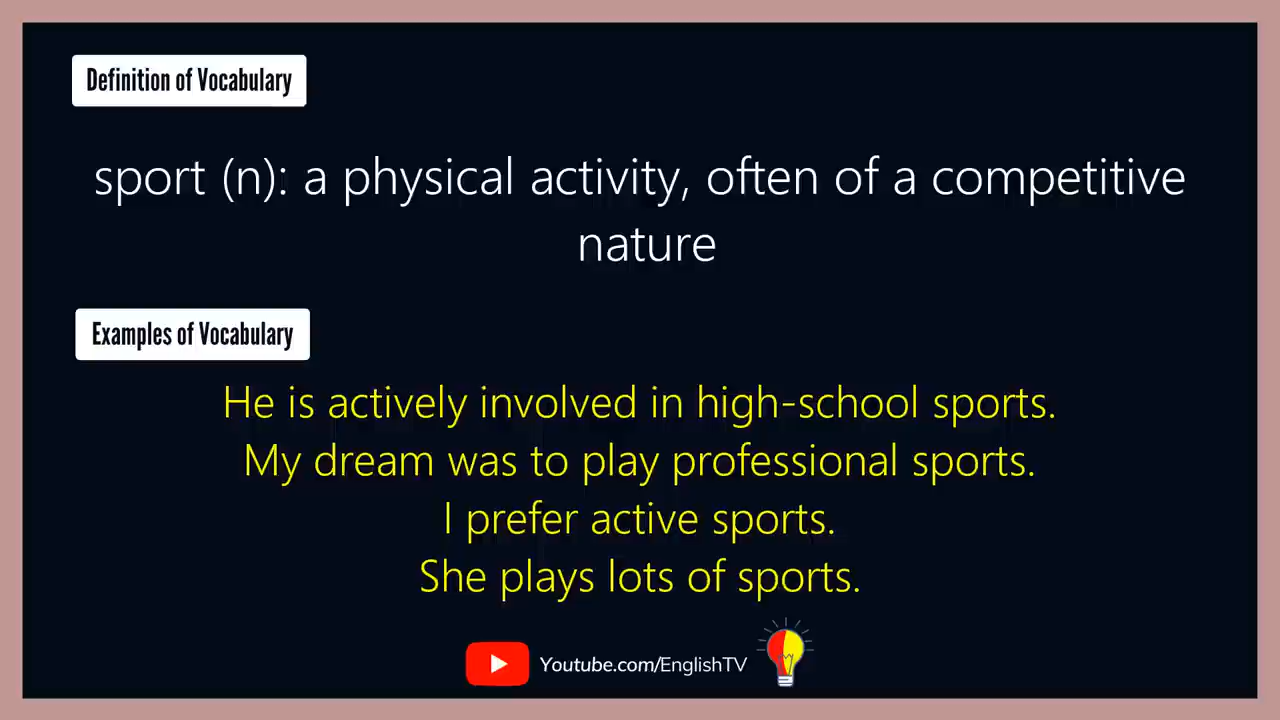 Definition of Vocabulary
sport (n): a physical activity, often of a competitive
nature
Examples of Vocabulary
He is actively involved in high-school sports.
My dream was to play professional sports.
I prefer active sports.
She plays lots of sports.
Youtube.com/EnglishTV